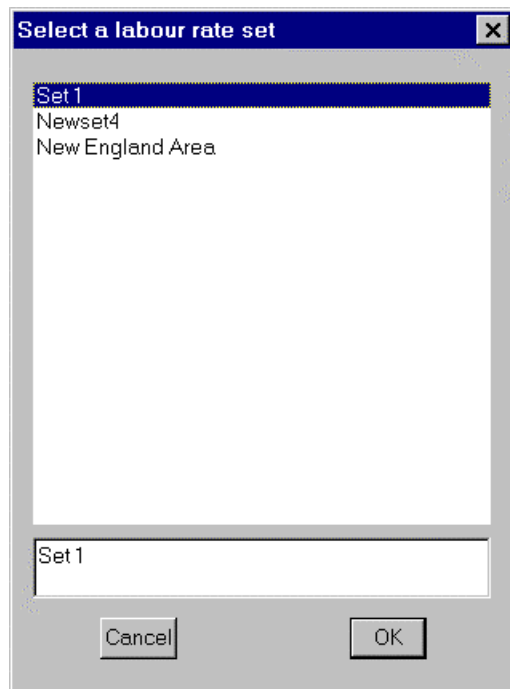 Select a labour rate set
Set 1
Newset4
New England Area
Set 1
Cancel
OK